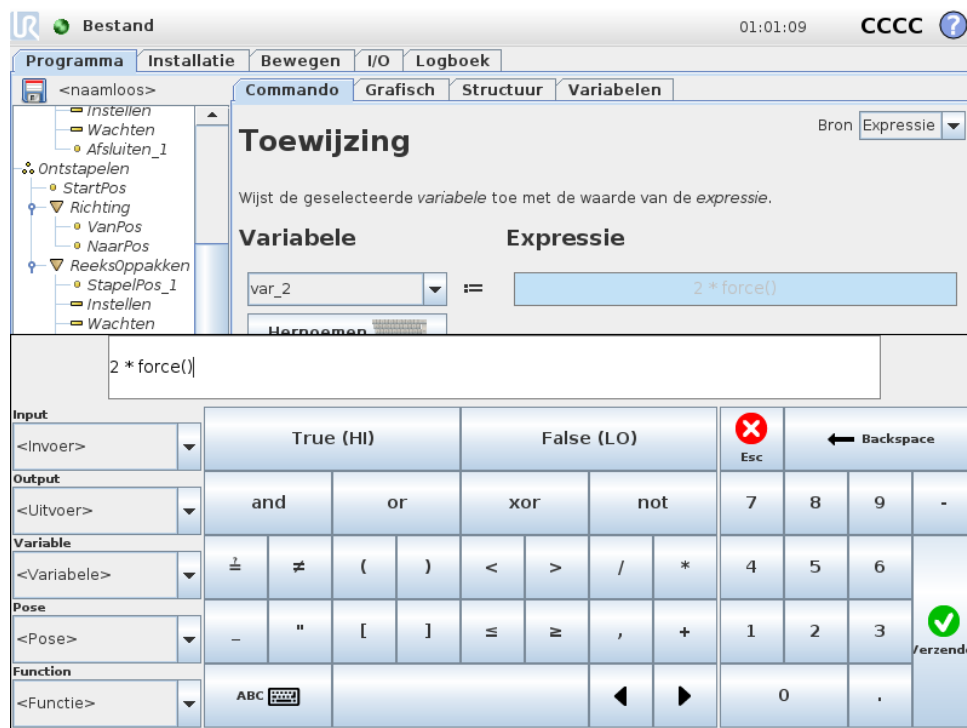 UR Bestand 01:01:09 CCCC ?
Programma Installatie Bewegen I/O Logboek
<naamloos> Commando Grafisch Structuur Variabelen
Instellen
Wachten
Afsluiten_1
Ontstapelen
StartPos
Richting
VanPos
NaarPos
ReeksOppakken
StapelPos_1
Instellen
Wachten
Toewijzing
Bron Expressie
Wijst de geselecteerde variabele toe met de waarde van de expressie.
Variabele Expressie
var_2 := 2 * force()
Hernoemen
2 * force()
Input
<Invoer> True (HI) False (LO) Esc Backspace
Output
<Uitvoer> and or xor not 7 8 9 -
Variable
<Variabele> ≟ ≠ ( ) < > / * 4 5 6
Pose
<Pose> _ " [ ] ≤ ≥ , + 1 2 3 Verzende
Function
<Functie> ABC 0 .